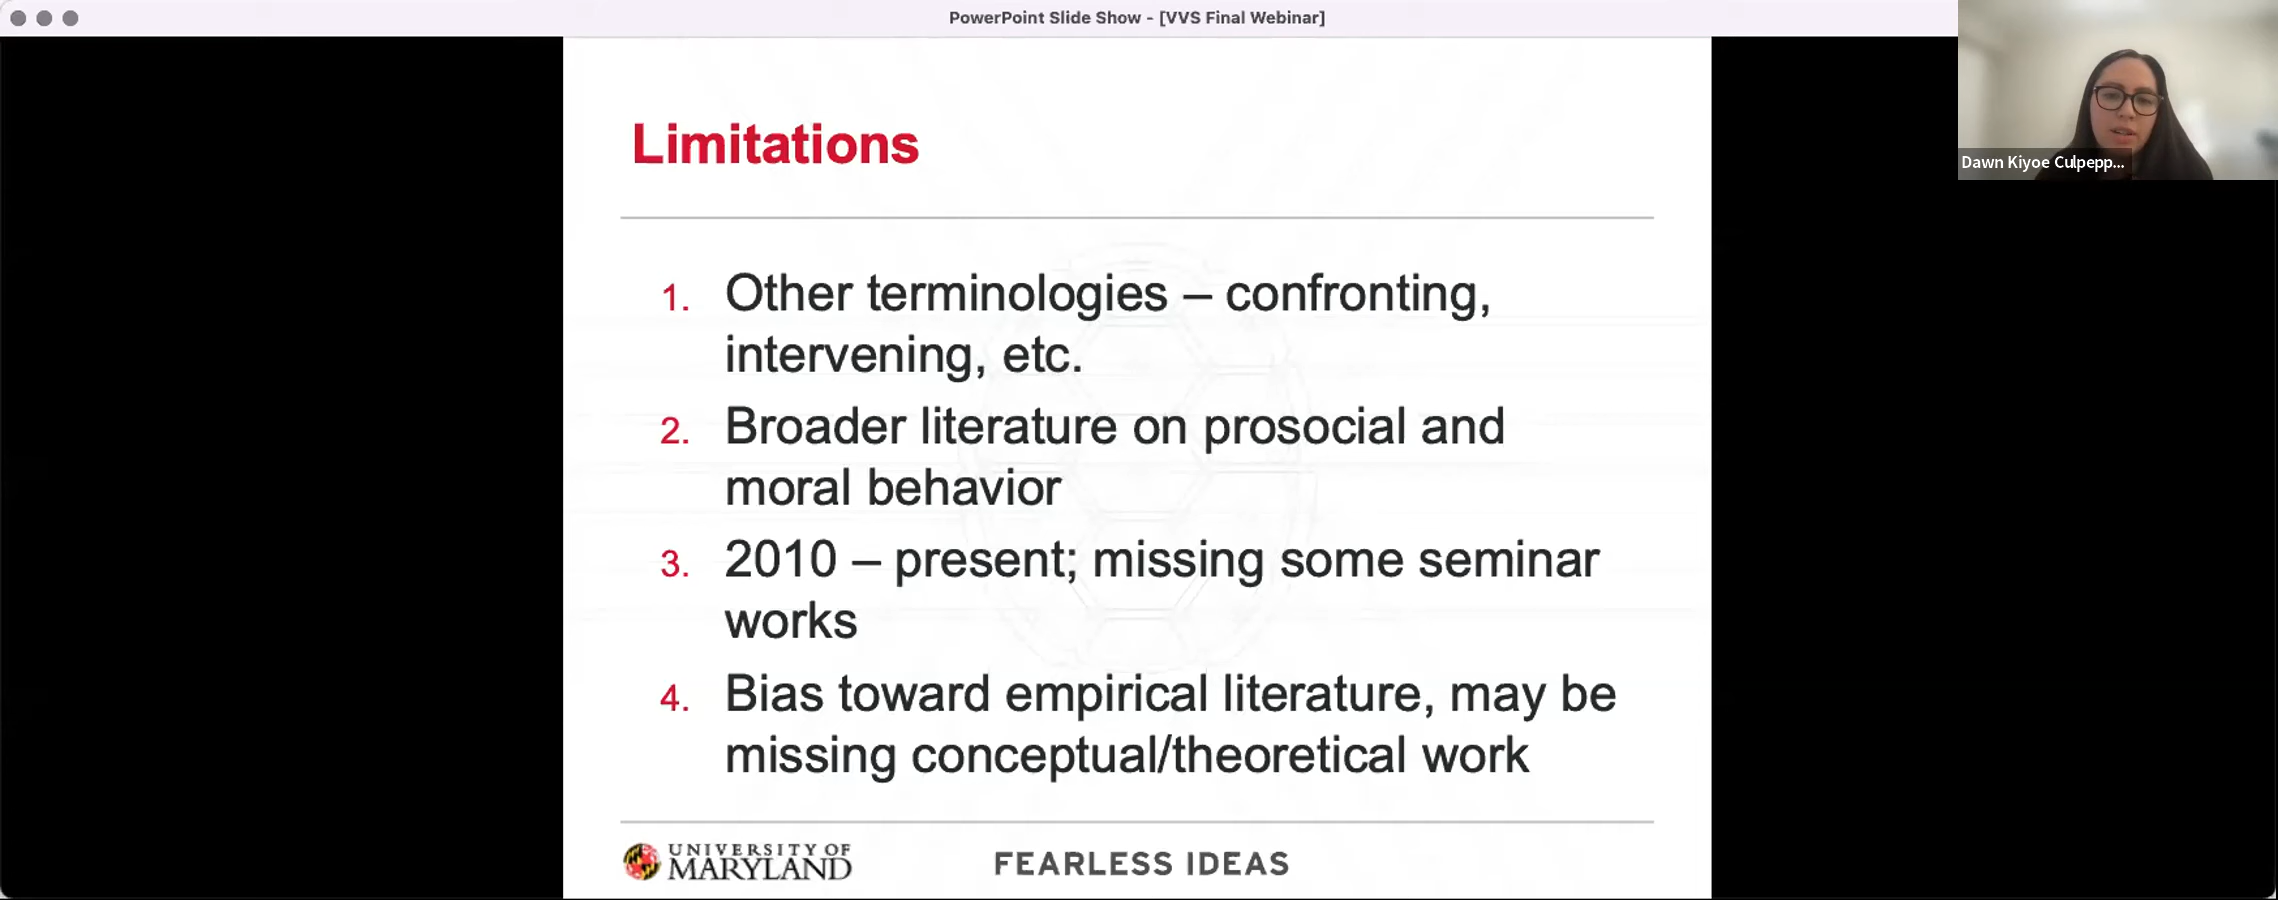 PowerPoint Slide Show - [VVS Final Webinar]
Dawn Kiyoe Culpepp...
Limitations
1. Other terminologies – confronting,
intervening, etc.
2. Broader literature on prosocial and
moral behavior
3. 2010 – present; missing some seminar
works
4. Bias toward empirical literature, may be
missing conceptual/theoretical work
UNIVERSITY OF
MARYLAND
FEARLESS IDEAS